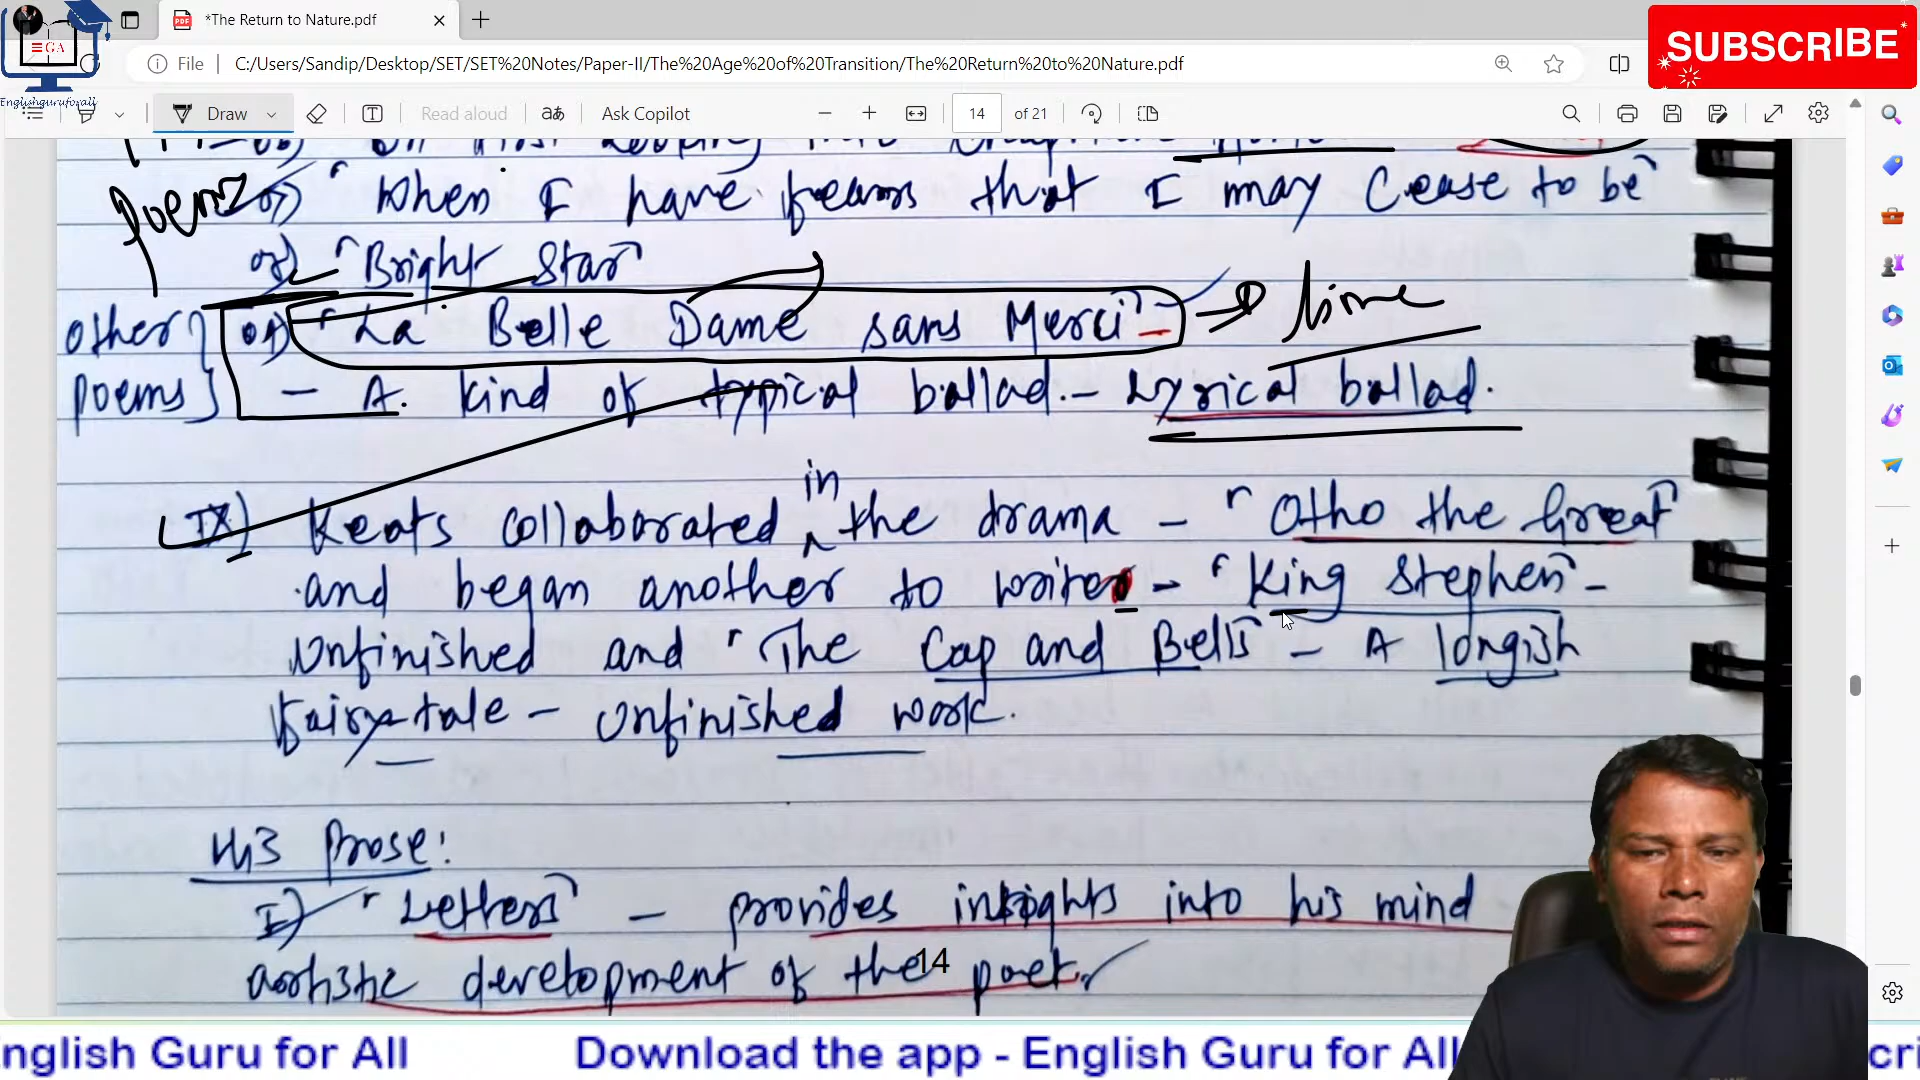 *The Return to Nature.pdf
SUBSCRIBE
≡GA
Englishguruforall
File
C:/Users/Sandip/Desktop/SET/SET%20Notes/Paper-II/The%20Age%20of%20Transition/The%20Return%20to%20Nature.pdf
Draw
Read aloud
Ask Copilot
14
of 21
Poems
"When I have fears that I may Cease to be"
"Bright Star"
other
"La Belle Dame sans Merci" - → time
poems
- A kind of typical ballad. - Lyrical ballad.
in
IX) Keats collaborated the drama - "Otho the Great"
and began another to write - "King Stephen" -
Unfinished and "The Cap and Bells" - A longish
fairy-tale - Unfinished work.
His Prose:
I) "Letters" - provides insights into his mind
artistic development of the poet.
14
nglish Guru for All
Download the app - English Guru for All